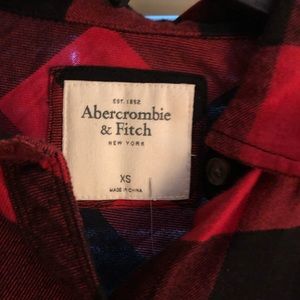 EST. 1892
Abercrombie
& Fitch
NEW YORK
XS
MADE IN CHINA